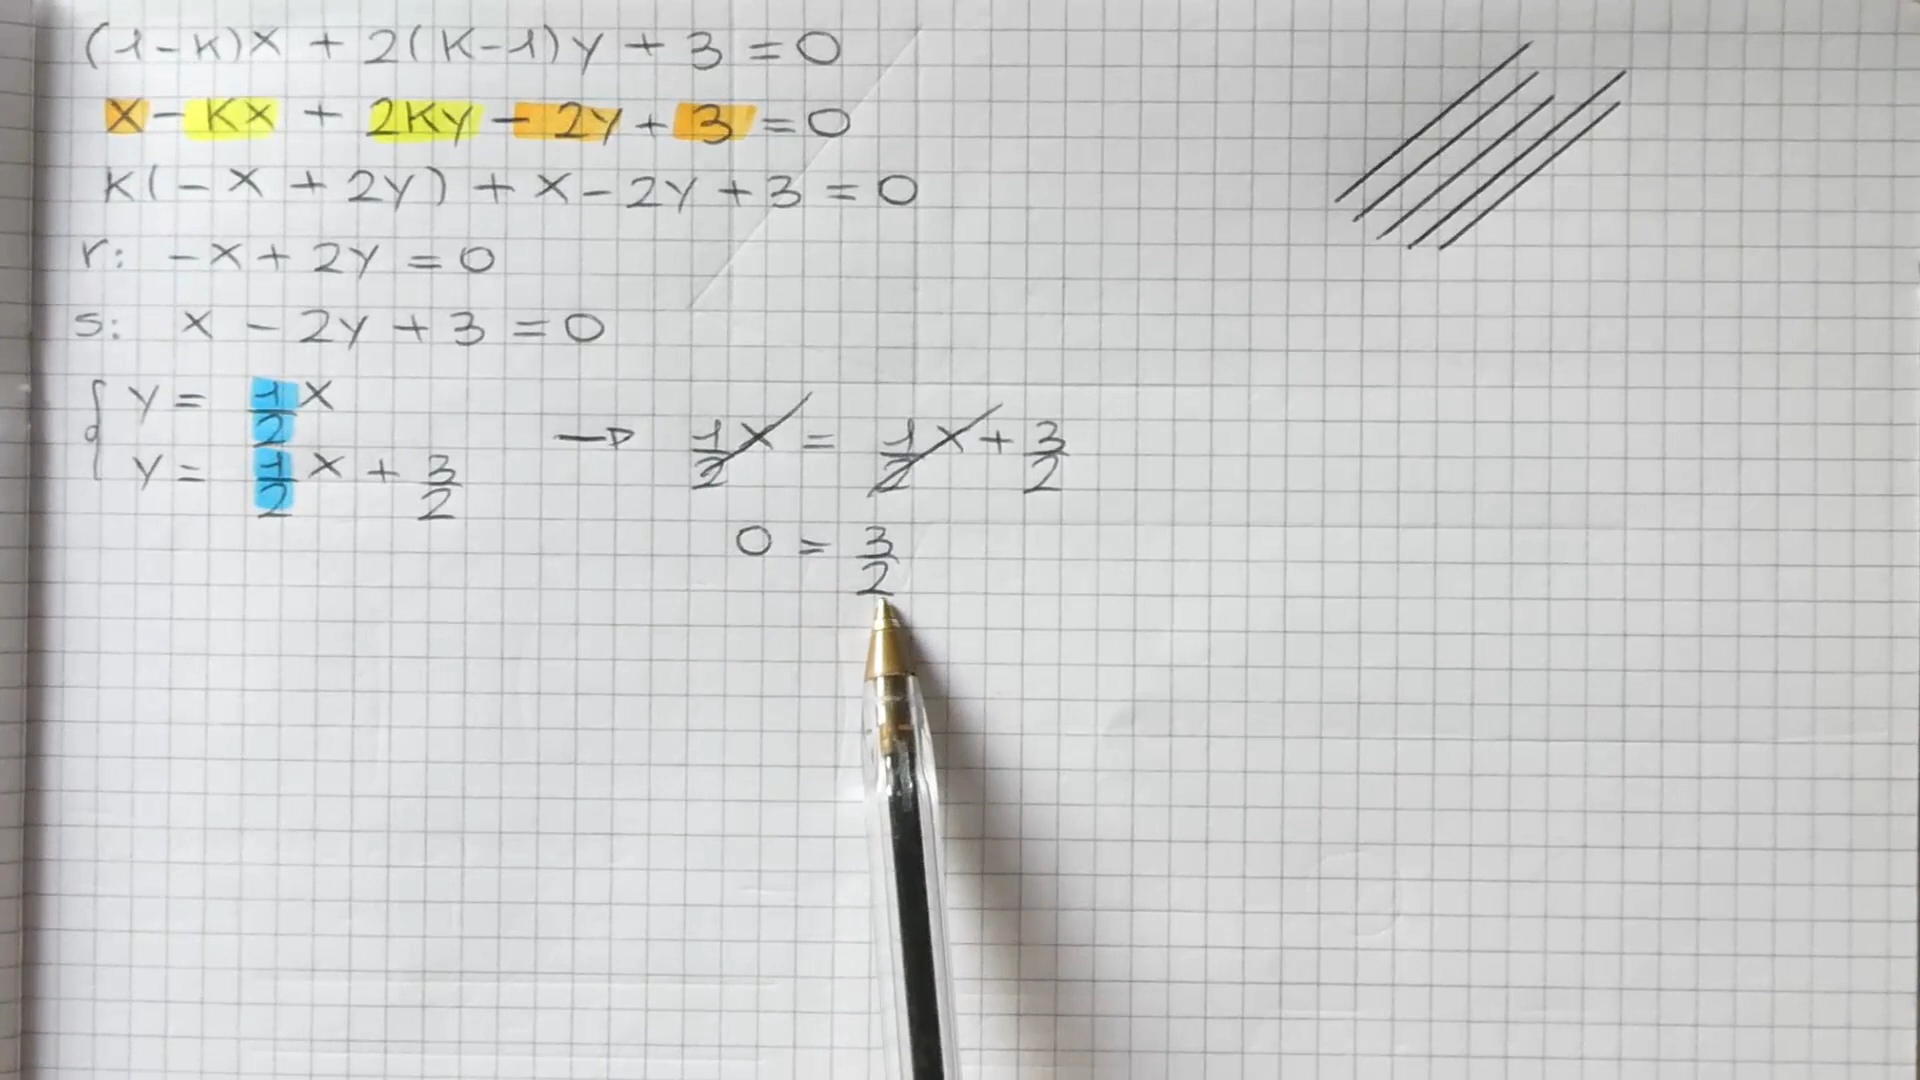 (1-K)x + 2(K-1)y + 3 = 0
x - Kx + 2Ky - 2y + 3 = 0
K(-x + 2y) + x - 2y + 3 = 0
r: -x + 2y = 0
s: x - 2y + 3 = 0
{ y = 1/2 x
y = 1/2 x + 3/2 → 1/2 x = 1/2 x + 3/2
0 = 3/2